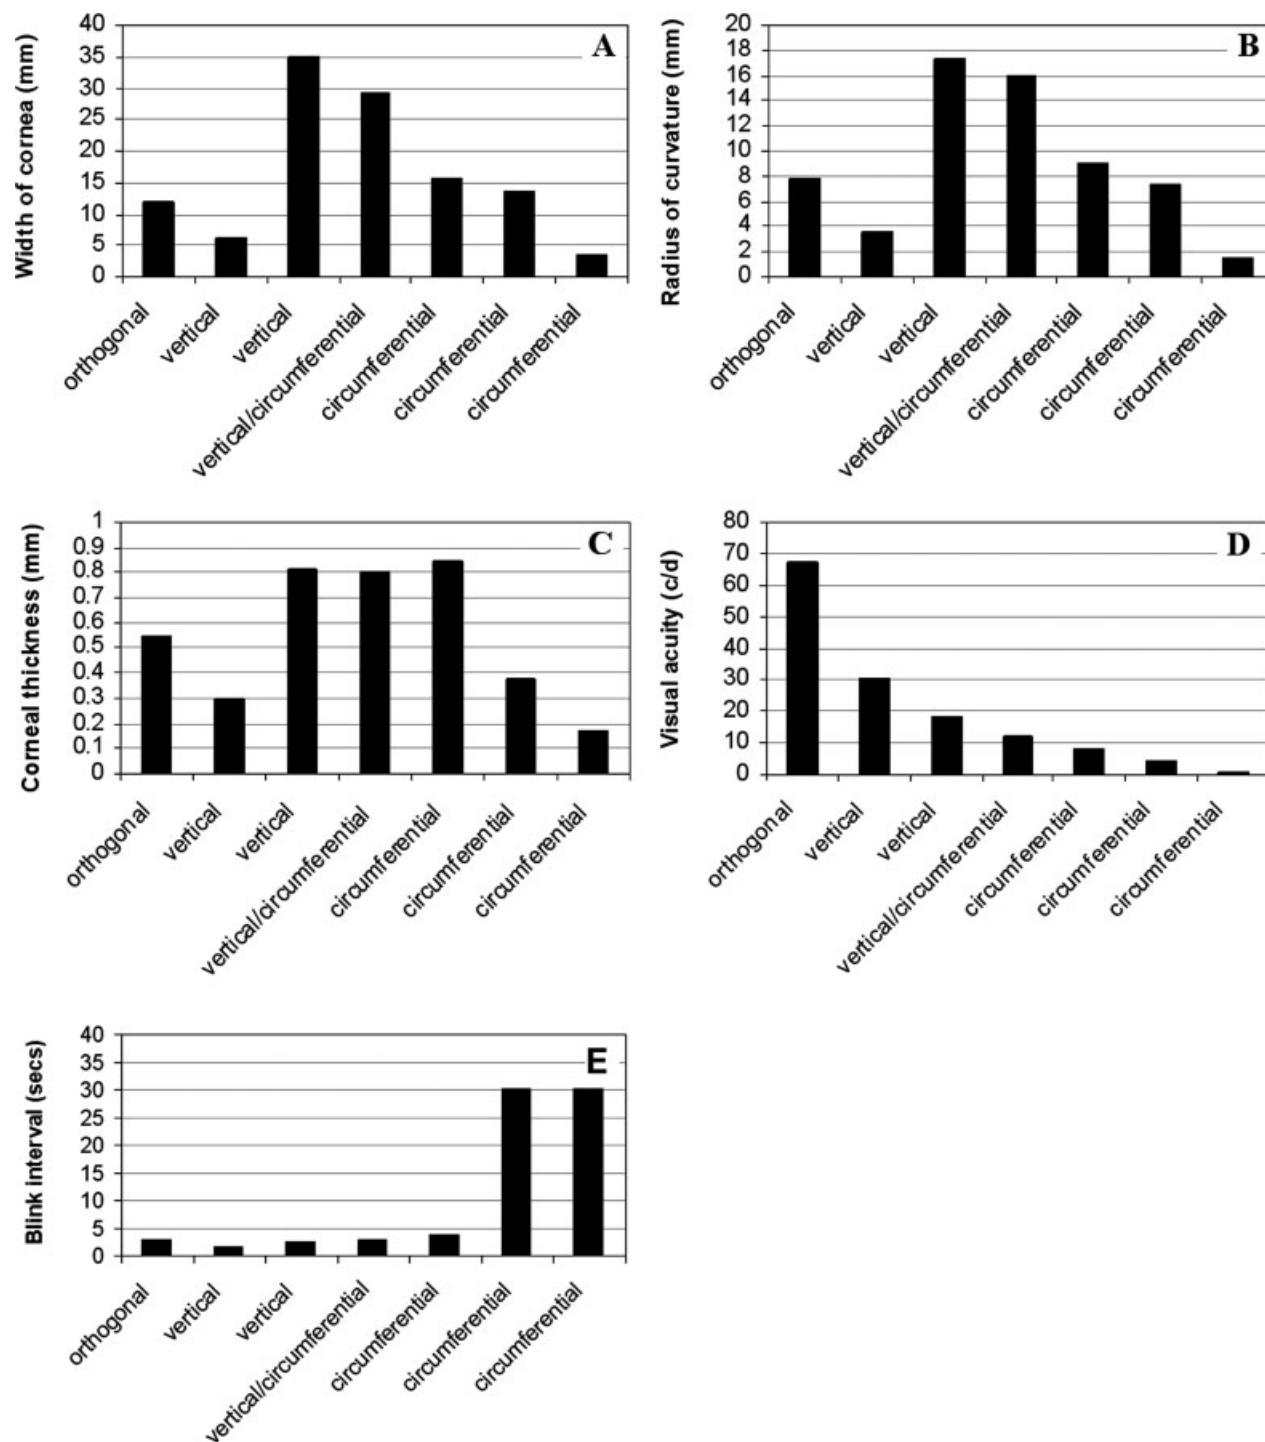 A
Width of cornea (mm)
40
35
30
25
20
15
10
5
0
orthogonal
vertical
vertical
vertical/circumferential
circumferential
circumferential
circumferential
B
Radius of curvature (mm)
20
18
16
14
12
10
8
6
4
2
0
orthogonal
vertical
vertical
vertical/circumferential
circumferential
circumferential
circumferential
C
Corneal thickness (mm)
1
0.9
0.8
0.7
0.6
0.5
0.4
0.3
0.2
0.1
0
orthogonal
vertical
vertical
vertical/circumferential
circumferential
circumferential
circumferential
D
Visual acuity (c/d)
80
70
60
50
40
30
20
10
0
orthogonal
vertical
vertical
vertical/circumferential
circumferential
circumferential
circumferential
E
Blink interval (secs)
40
35
30
25
20
15
10
5
0
orthogonal
vertical
vertical
vertical/circumferential
circumferential
circumferential
circumferential